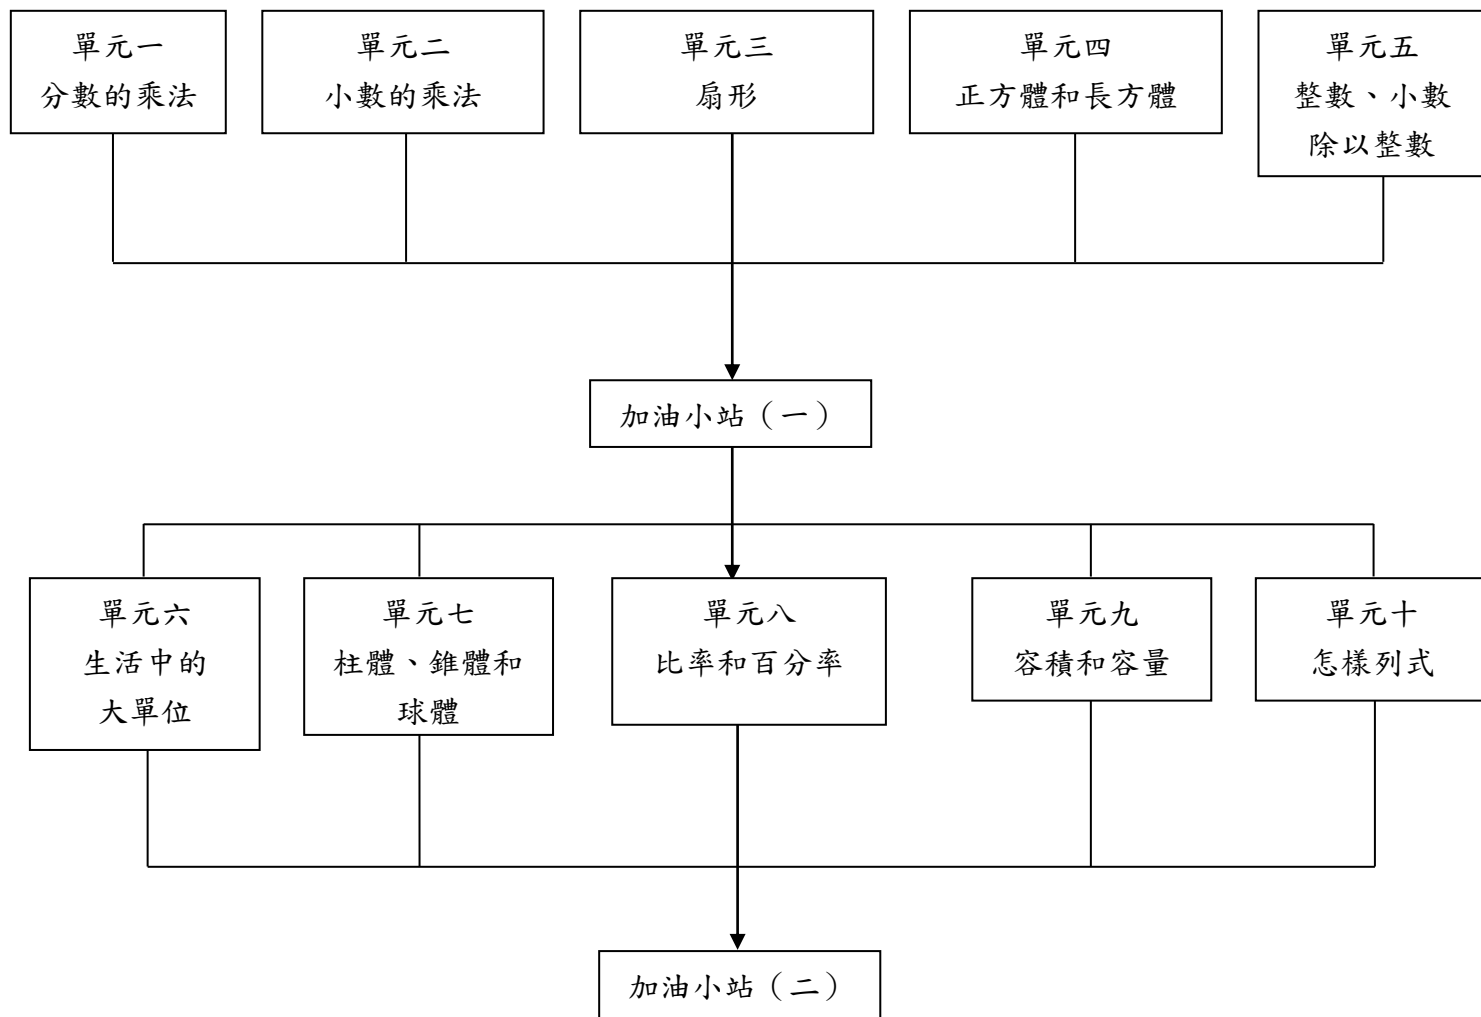 單元一
分數的乘法
單元二
小數的乘法
單元三
扇形
單元四
正方體和長方體
單元五
整數、小數
除以整數
加油小站（一）
單元六
生活中的
大單位
單元七
柱體、錐體和
球體
單元八
比率和百分率
單元九
容積和容量
單元十
怎樣列式
加油小站（二）